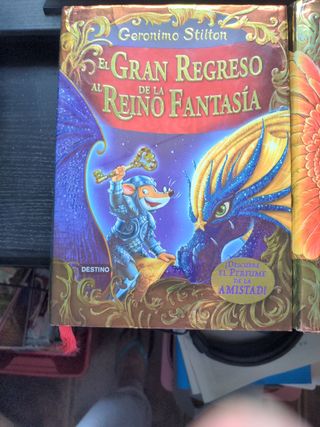 Geronimo Stilton
EL GRAN REGRESO
AL REINO DE LA FANTASÍA
¡DESCUBRE
EL PERFUME
DE LA
AMISTAD!
DESTINO